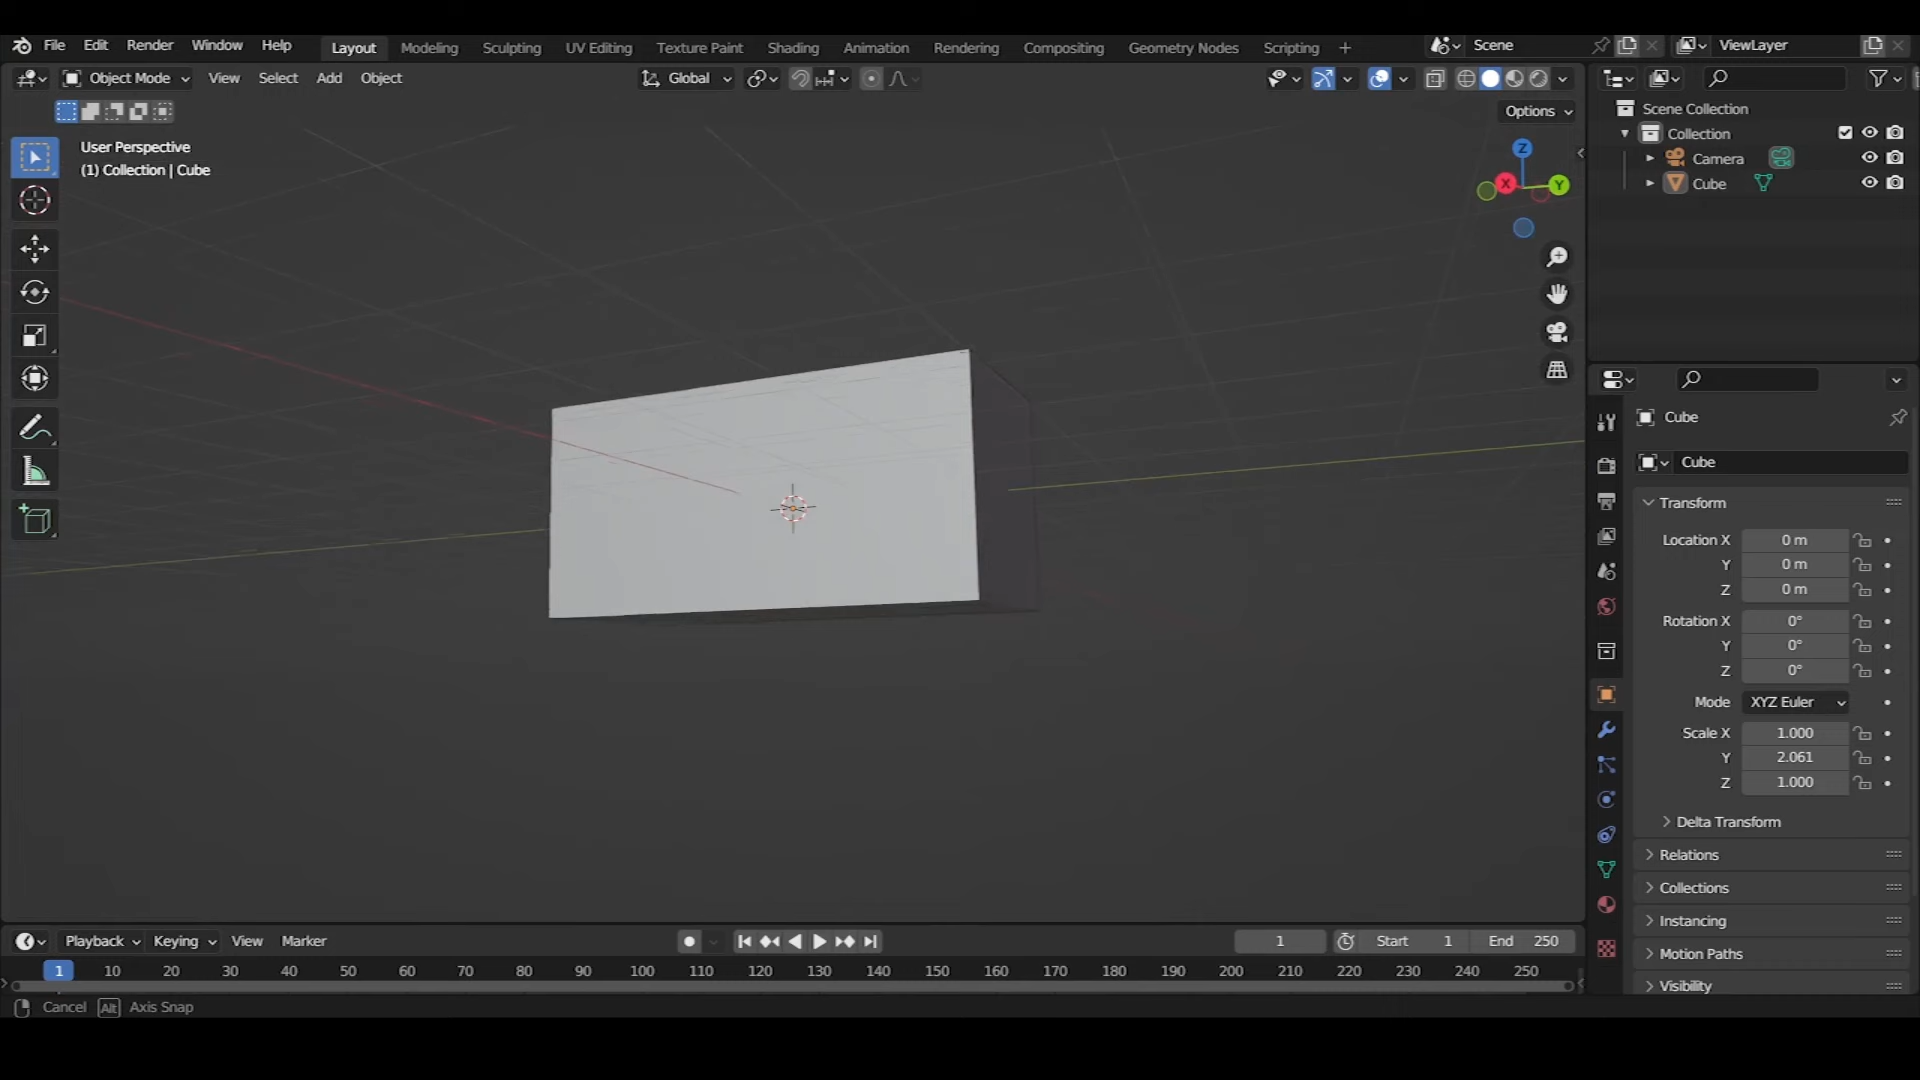 File Edit Render Window Help Layout Modeling Sculpting UV Editing Texture Paint Shading Animation Rendering Compositing Geometry Nodes Scripting + Scene ViewLayer
Object Mode View Select Add Object Global
Options
User Perspective
(1) Collection | Cube
Z
X
Y
Scene Collection
Collection
Camera
Cube
Cube
Cube
Transform
Location X 0 m
Y 0 m
Z 0 m
Rotation X 0°
Y 0°
Z 0°
Mode XYZ Euler
Scale X 1.000
Y 2.061
Z 1.000
Delta Transform
Relations
Collections
Instancing
Motion Paths
Visibility
Playback Keying View Marker 1 Start 1 End 250
1 10 20 30 40 50 60 70 80 90 100 110 120 130 140 150 160 170 180 190 200 210 220 230 240 250
Cancel Alt Axis Snap